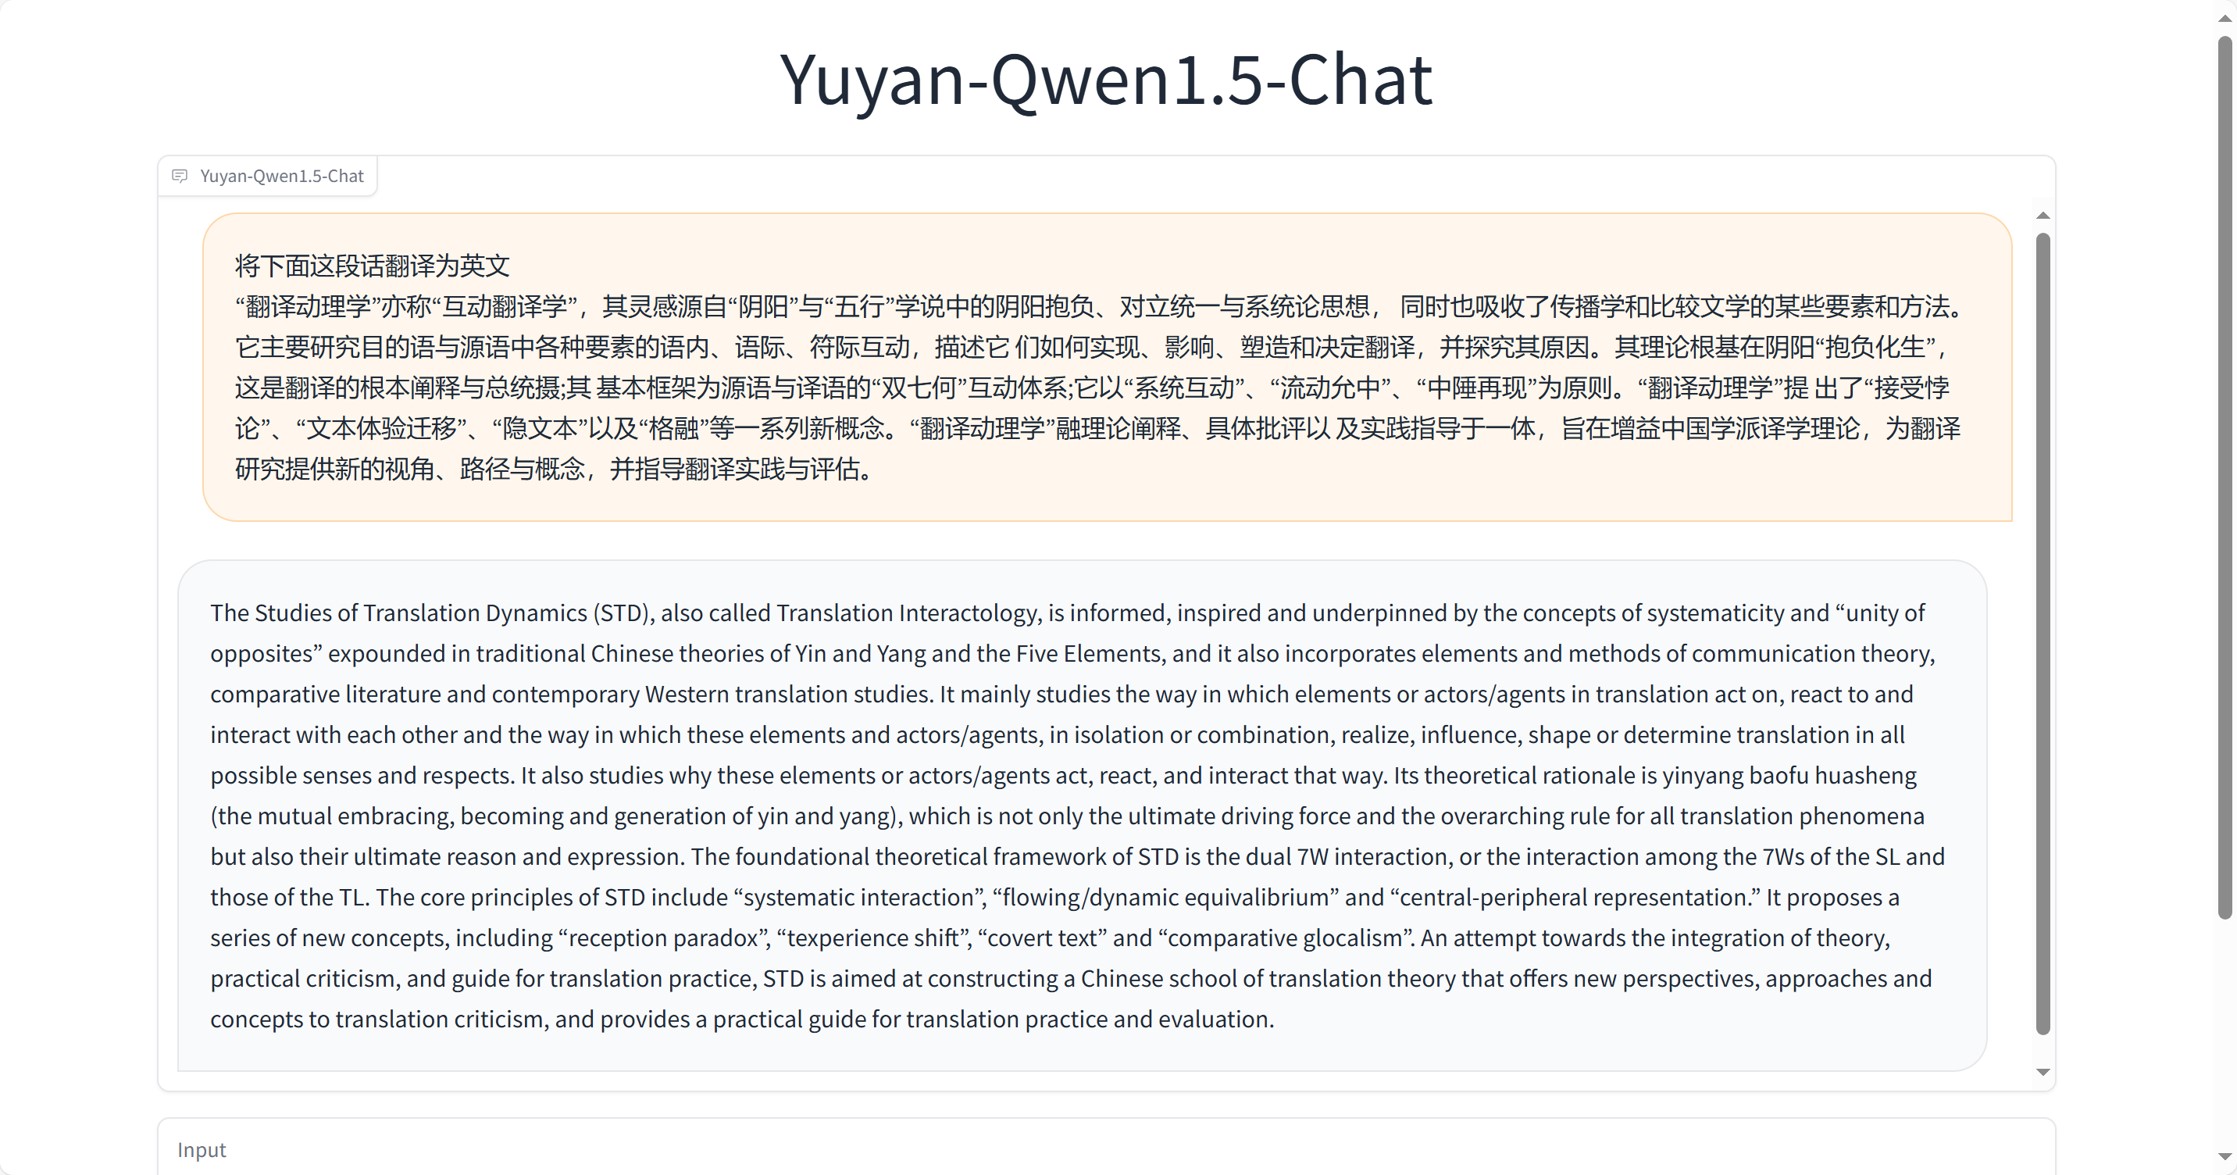 Yuyan-Qwen1.5-Chat
Yuyan-Qwen1.5-Chat
将下面这段话翻译为英文
“翻译动理学”亦称“互动翻译学”，其灵感源自“阴阳”与“五行”学说中的阴阳抱负、对立统一与系统论思想， 同时也吸收了传播学和比较文学的某些要素和方法。
它主要研究目的语与源语中各种要素的语内、语际、符际互动，描述它 们如何实现、影响、塑造和决定翻译，并探究其原因。其理论根基在阴阳“抱负化生”，
这是翻译的根本阐释与总统摄;其 基本框架为源语与译语的“双七何”互动体系;它以“系统互动”、“流动允中”、“中陲再现”为原则。“翻译动理学”提 出了“接受悖
论”、“文本体验迁移”、“隐文本”以及“格融”等一系列新概念。“翻译动理学”融理论阐释、具体批评以 及实践指导于一体，旨在增益中国学派译学理论，为翻译
研究提供新的视角、路径与概念，并指导翻译实践与评估。
The Studies of Translation Dynamics (STD), also called Translation Interactology, is informed, inspired and underpinned by the concepts of systematicity and “unity of
opposites” expounded in traditional Chinese theories of Yin and Yang and the Five Elements, and it also incorporates elements and methods of communication theory,
comparative literature and contemporary Western translation studies. It mainly studies the way in which elements or actors/agents in translation act on, react to and
interact with each other and the way in which these elements and actors/agents, in isolation or combination, realize, influence, shape or determine translation in all
possible senses and respects. It also studies why these elements or actors/agents act, react, and interact that way. Its theoretical rationale is yinyang baofu huasheng
(the mutual embracing, becoming and generation of yin and yang), which is not only the ultimate driving force and the overarching rule for all translation phenomena
but also their ultimate reason and expression. The foundational theoretical framework of STD is the dual 7W interaction, or the interaction among the 7Ws of the SL and
those of the TL. The core principles of STD include “systematic interaction”, “flowing/dynamic equivalibrium” and “central-peripheral representation.” It proposes a
series of new concepts, including “reception paradox”, “texperience shift”, “covert text” and “comparative glocalism”. An attempt towards the integration of theory,
practical criticism, and guide for translation practice, STD is aimed at constructing a Chinese school of translation theory that offers new perspectives, approaches and
concepts to translation criticism, and provides a practical guide for translation practice and evaluation.
Input